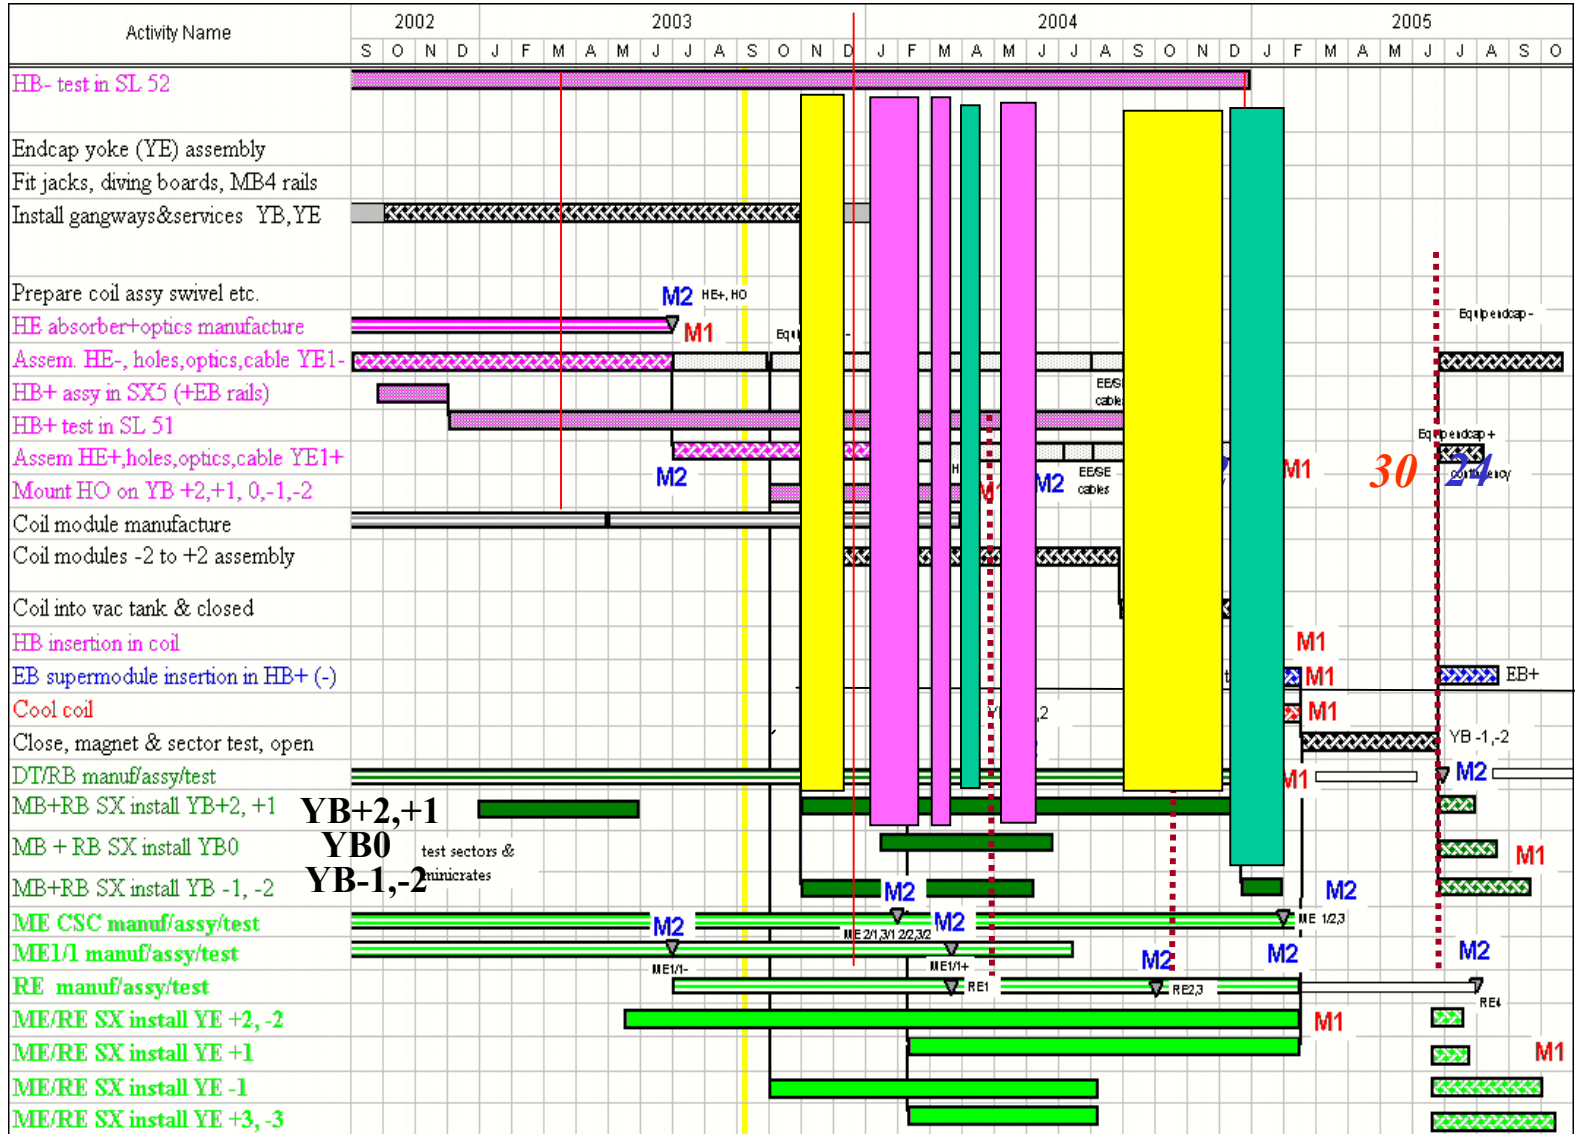 Activity Name 2002 2003 2004 2005
S O N D J F M A M J J A S O N D J F M A M J J A S O N D J F M A M J J A S O
HB- test in SL 52
Endcap yoke (YE) assembly
Fit jacks, diving boards, MB4 rails
Install gangways&services YB,YE
Prepare coil assy swivel etc. M2 HE+, HO
HE absorber+optics manufacture M1 Equipendcap-
Assem. HE-, holes,optics,cable YE1-
HB+ assy in SX5 (+EB rails)
cable
HB+ test in SL 51
Equipendcap+
Assem HE+,holes,optics,cable YE1+ M2 M2 EE/SE cables M1 30 24 contingency
Mount HO on YB +2,+1, 0,-1,-2
Coil module manufacture
Coil modules -2 to +2 assembly
Coil into vac tank & closed
HB insertion in coil M1
EB supermodule insertion in HB+ (-) M1 EB+
Cool coil M1
Close, magnet & sector test, open YB -1,-2
DT/RB manuf/assy/test M1 M2
MB+RB SX install YB+2, +1 YB+2,+1
MB + RB SX install YB0 YB0 test sectors & M1
MB+RB SX install YB -1, -2 YB-1,-2 minicrates M2 M2
ME CSC manuf/assy/test M2 M2 ME 1/2,3
ME 2/1,3/1 2/2,3/2
ME1/1 manuf/assy/test M2 M2 M2
ME1/1- ME1/1+
RE manuf/assy/test RE1 RE2,3
RE4
ME/RE SX install YE +2, -2 M1
ME/RE SX install YE +1 M1
ME/RE SX install YE -1
ME/RE SX install YE +3, -3